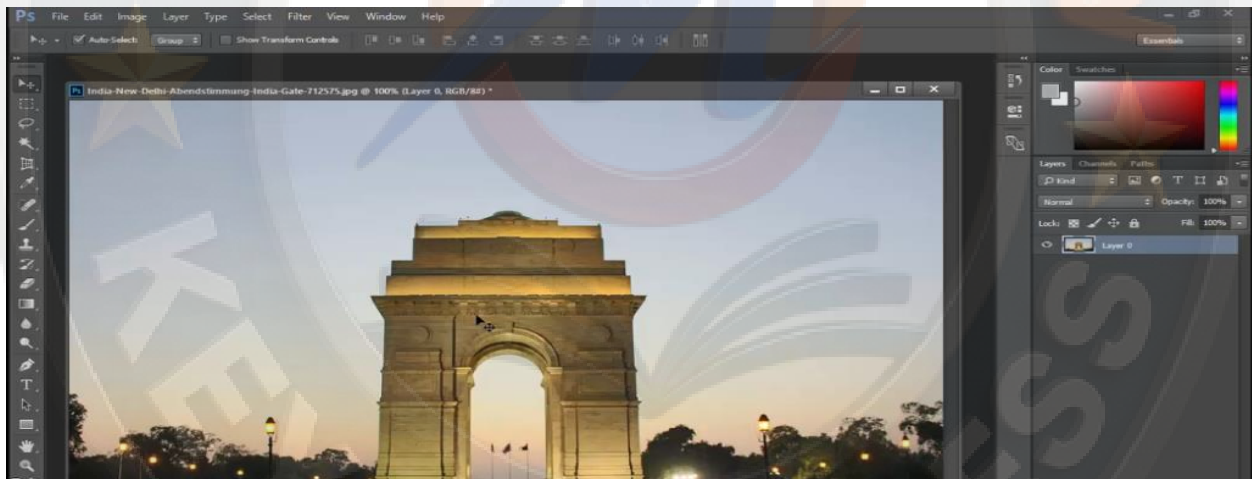 Ps File Edit Image Layer Type Select Filter View Window Help
Auto-Select: Group Show Transform Controls Essentials
Color Swatches
India-New-Delhi-Abendstimmung-India-Gate-712575.jpg @ 100% (Layer 0, RGB/8#) *
Layers Channels Paths
Kind
Normal Opacity: 100%
Lock: Fill: 100%
Layer 0
KE
ESS